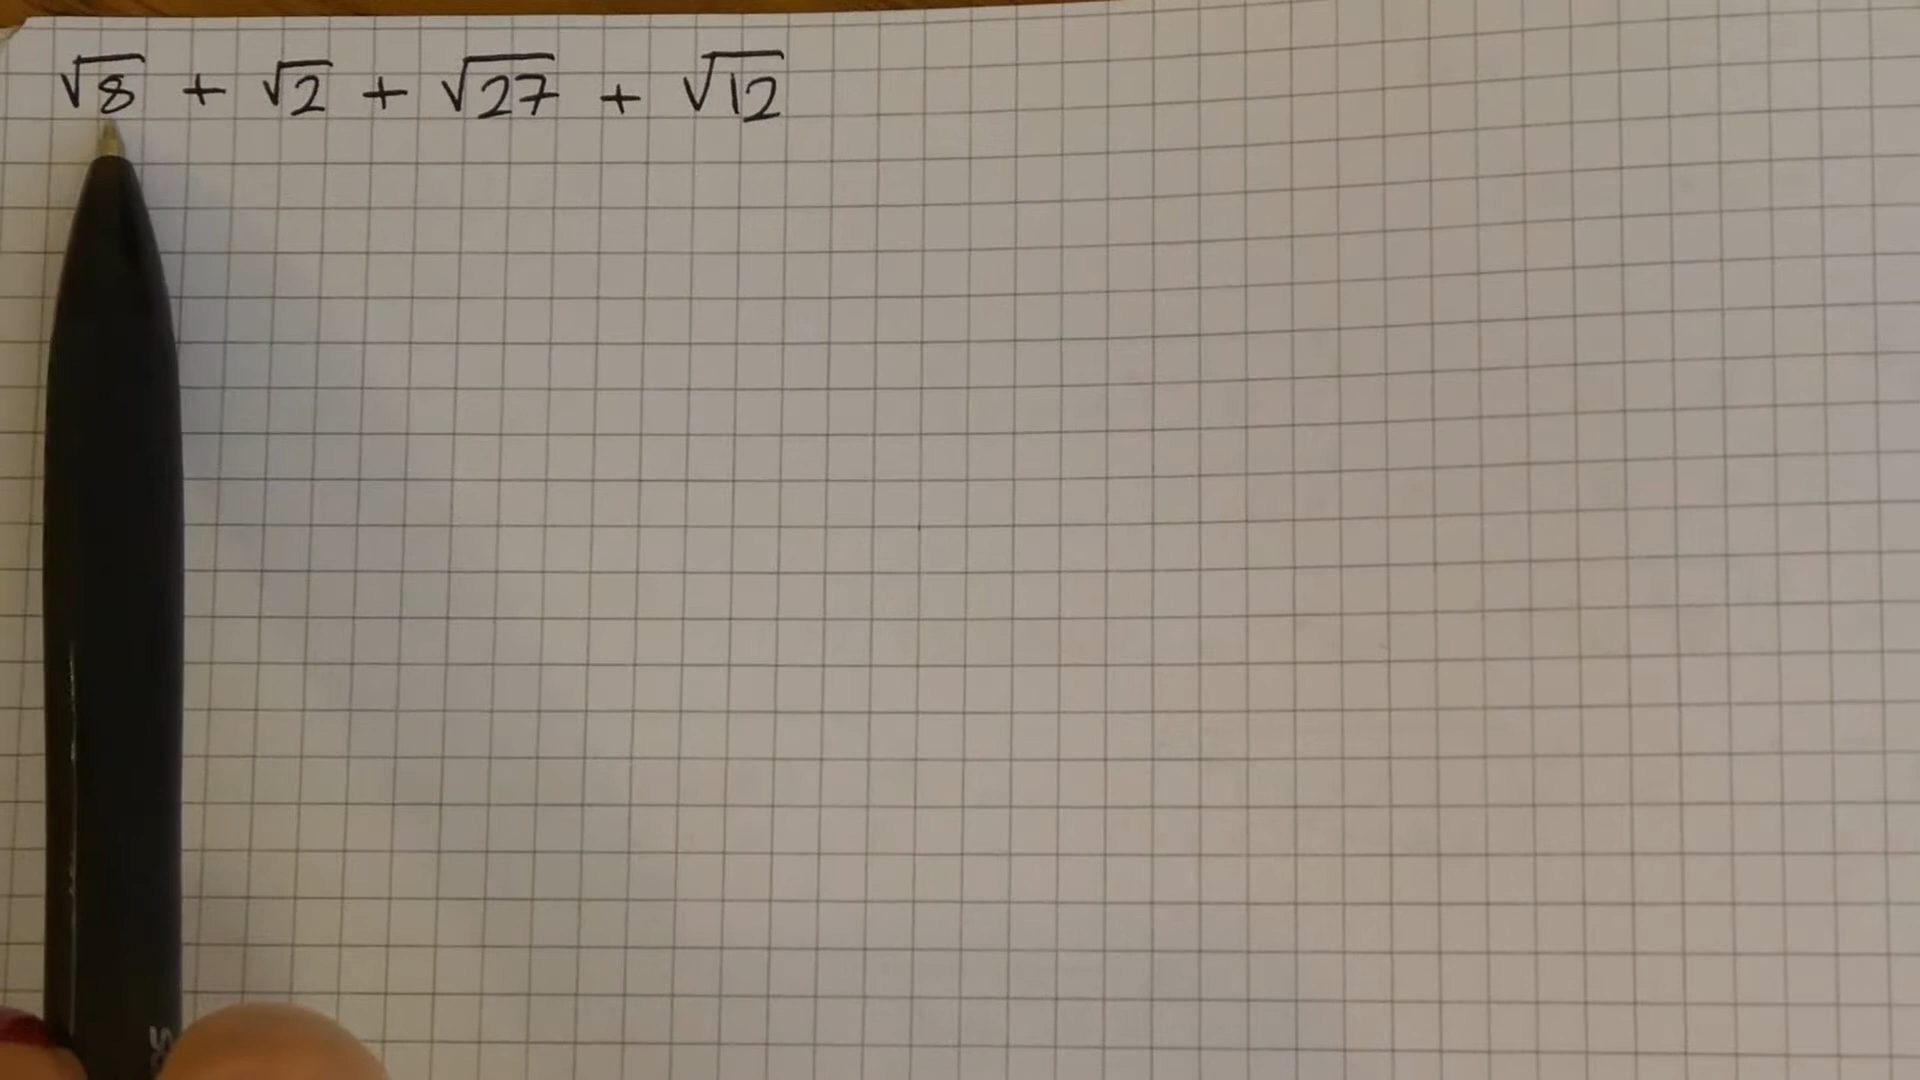 √8 + √2 + √27 + √12